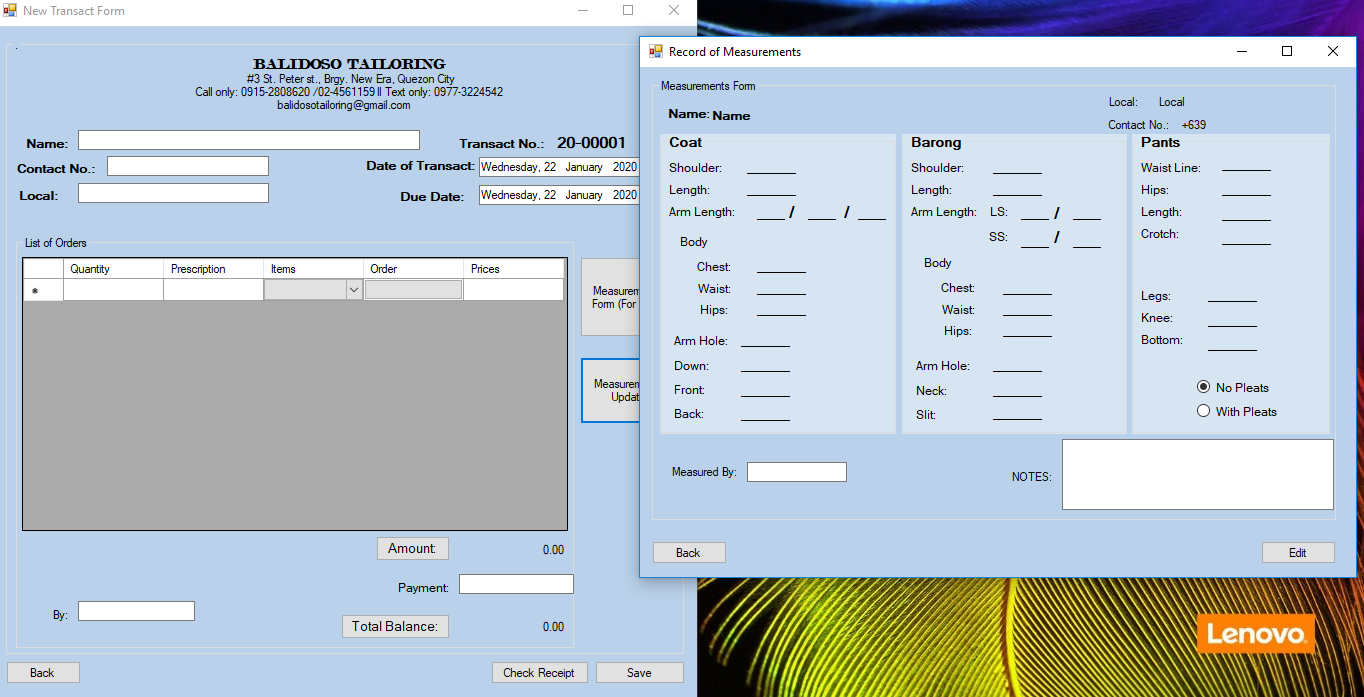 New Transact Form
BALIDOSO TAILORING
#3 St. Peter st., Brgy. New Era, Quezon City
Call only: 0915-2808620 /02-4561159 || Text only: 0977-3224542
balidosotailoring@gmail.com
Name:
Transact No.: 20-00001
Contact No.:
Date of Transact: Wednesday, 22 January 2020
Local:
Due Date: Wednesday, 22 January 2020
List of Orders
Quantity Prescription Items Order Prices
Form (For
Amount: 0.00
Payment:
By:
Total Balance: 0.00
Back Check Receipt Save
Record of Measurements
Measurements Form
Local: Local
Name: Name
Contact No.: +639
Coat
Shoulder:
Length:
Arm Length: / /
Body
Chest:
Waist:
Hips:
Arm Hole:
Down:
Front:
Back:
Barong
Shoulder:
Length:
Arm Length: LS: /
SS: /
Body
Chest:
Waist:
Hips:
Arm Hole:
Neck:
Slit:
Pants
Waist Line:
Hips:
Length:
Crotch:
Legs:
Knee:
Bottom:
No Pleats
With Pleats
Measured By:
NOTES:
Back Edit
Lenovo